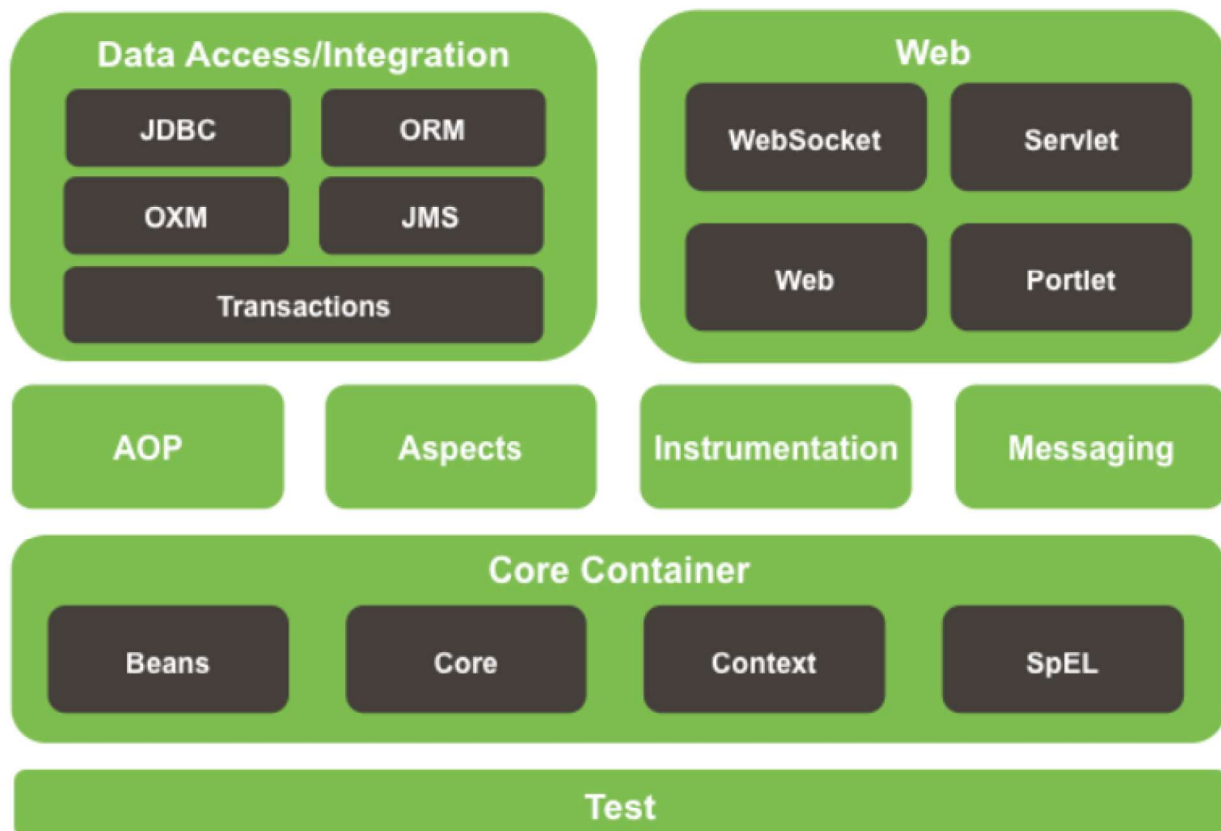 Data Access/Integration
JDBC
ORM
OXM
JMS
Transactions
Web
WebSocket
Servlet
Web
Portlet
AOP
Aspects
Instrumentation
Messaging
Core Container
Beans
Core
Context
SpEL
Test